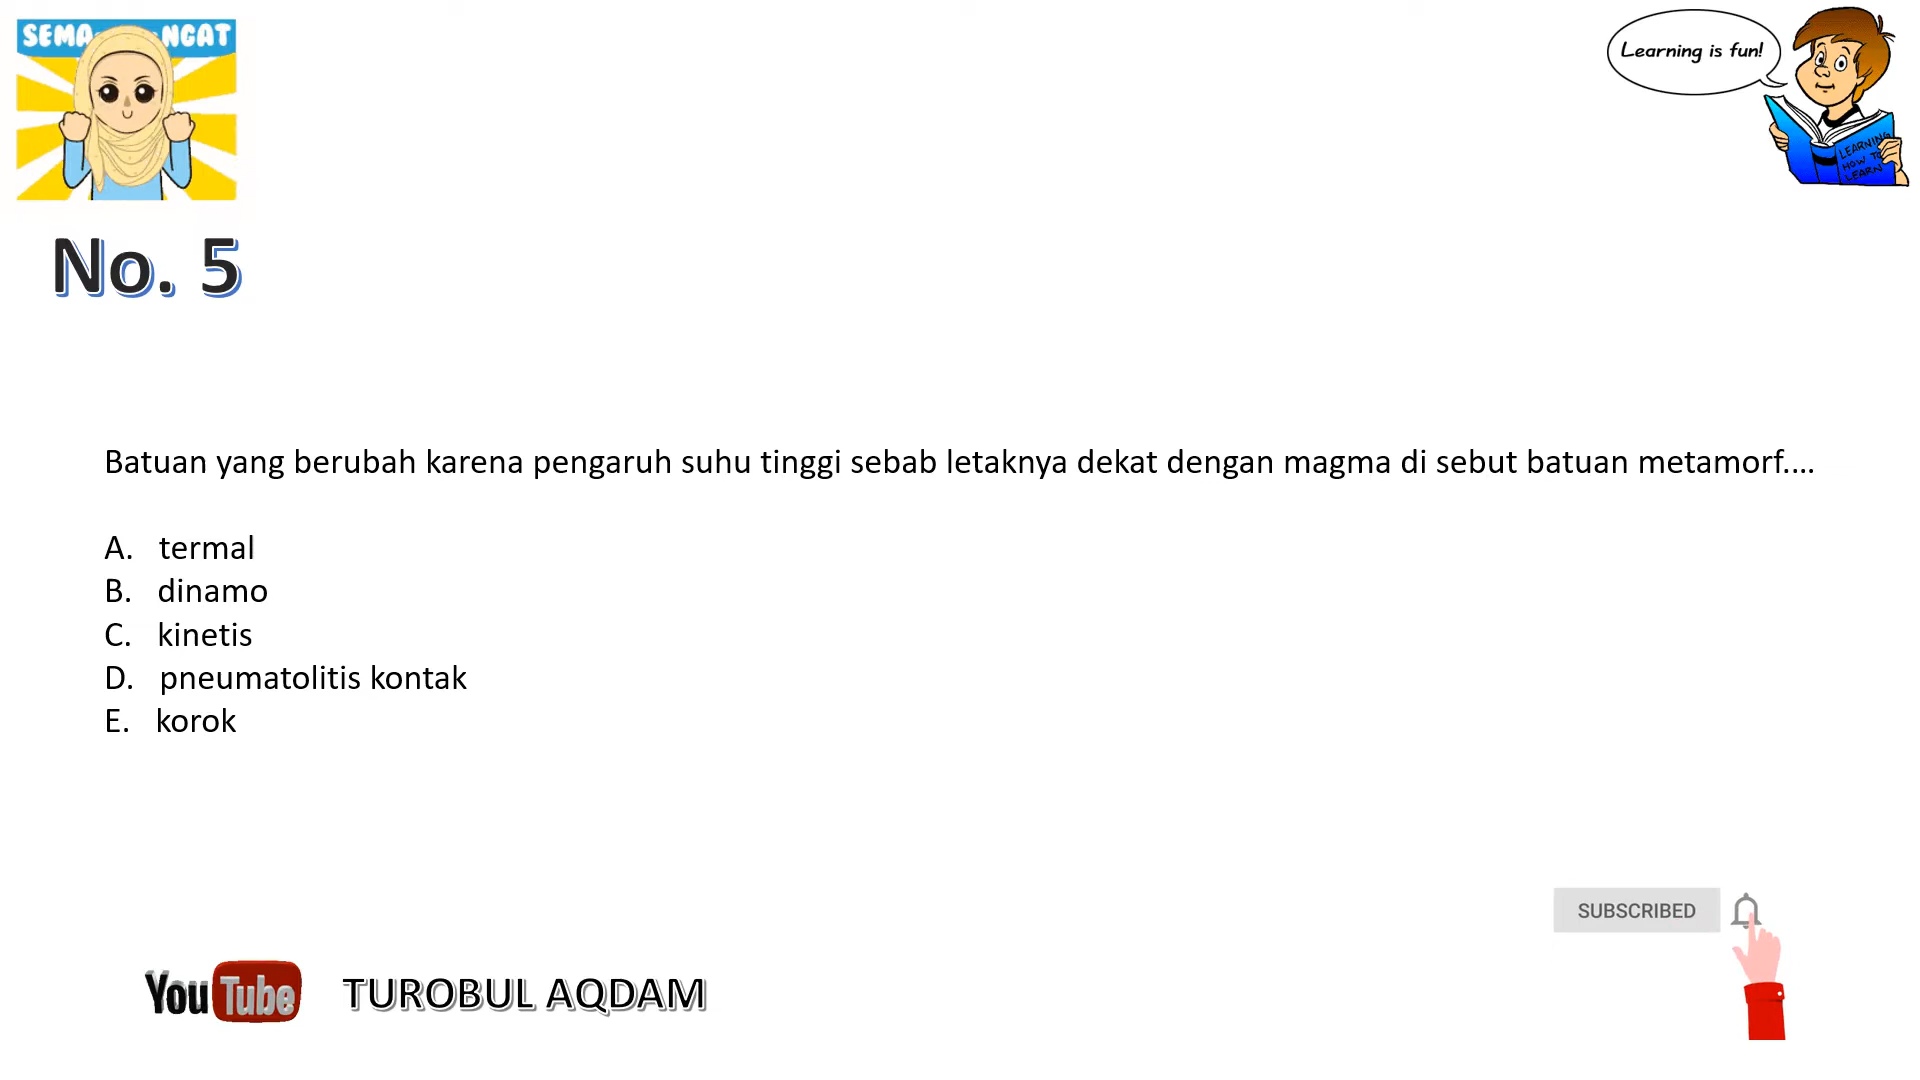 SEMA NGAT
Learning is fun!
LEARNING
HOW TO
LEARN
No. 5
Batuan yang berubah karena pengaruh suhu tinggi sebab letaknya dekat dengan magma di sebut batuan metamorf....
A. termal
B. dinamo
C. kinetis
D. pneumatolitis kontak
E. korok
SUBSCRIBED
YouTube TUROBUL AQDAM